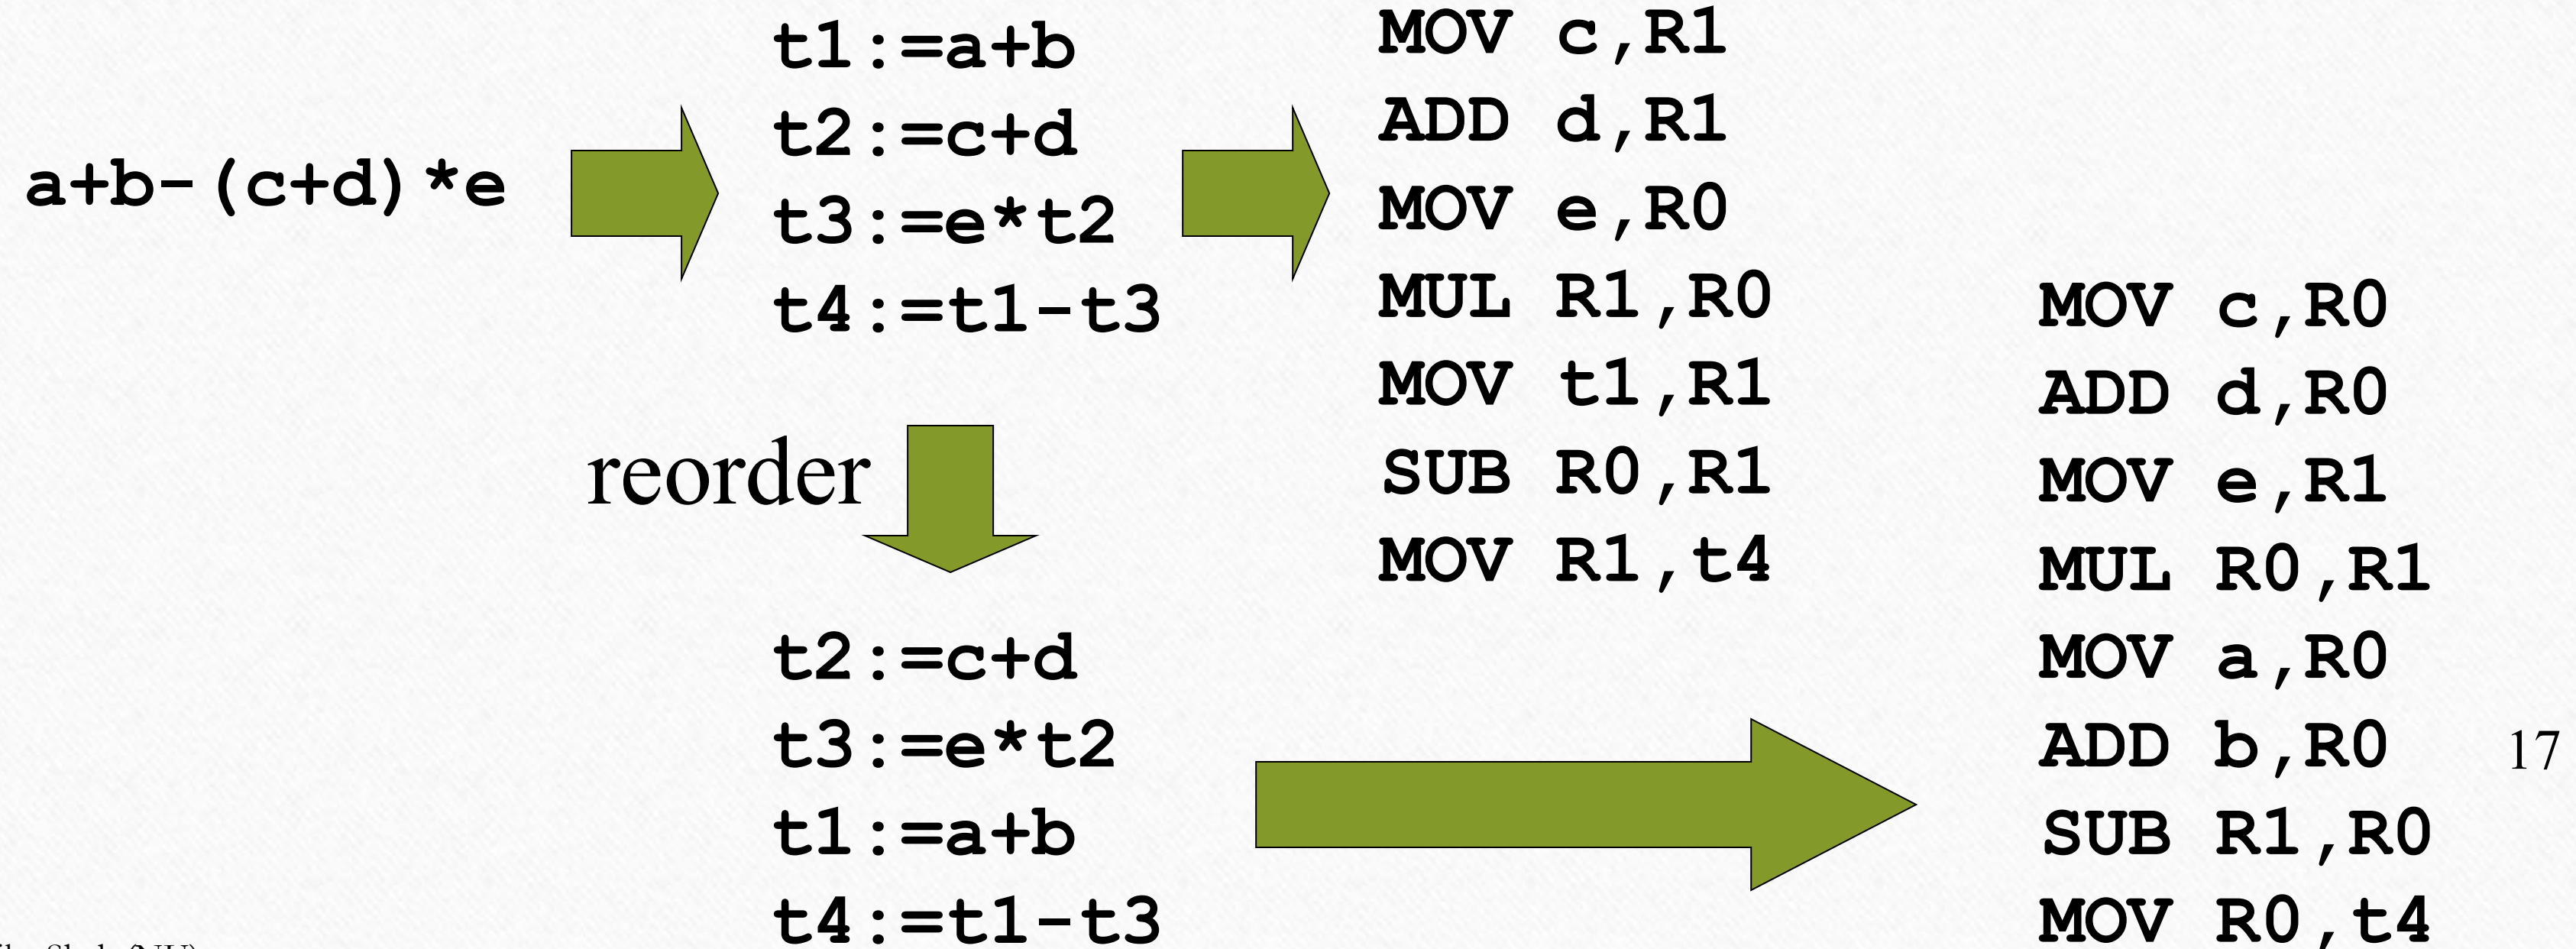 a+b-(c+d)*e
t1:=a+b
t2:=c+d
t3:=e*t2
t4:=t1-t3
MOV c,R1
ADD d,R1
MOV e,R0
MUL R1,R0
MOV t1,R1
SUB R0,R1
MOV R1,t4
reorder
t2:=c+d
t3:=e*t2
t1:=a+b
t4:=t1-t3
MOV c,R0
ADD d,R0
MOV e,R1
MUL R0,R1
MOV a,R0
ADD b,R0
SUB R1,R0
MOV R0,t4
17